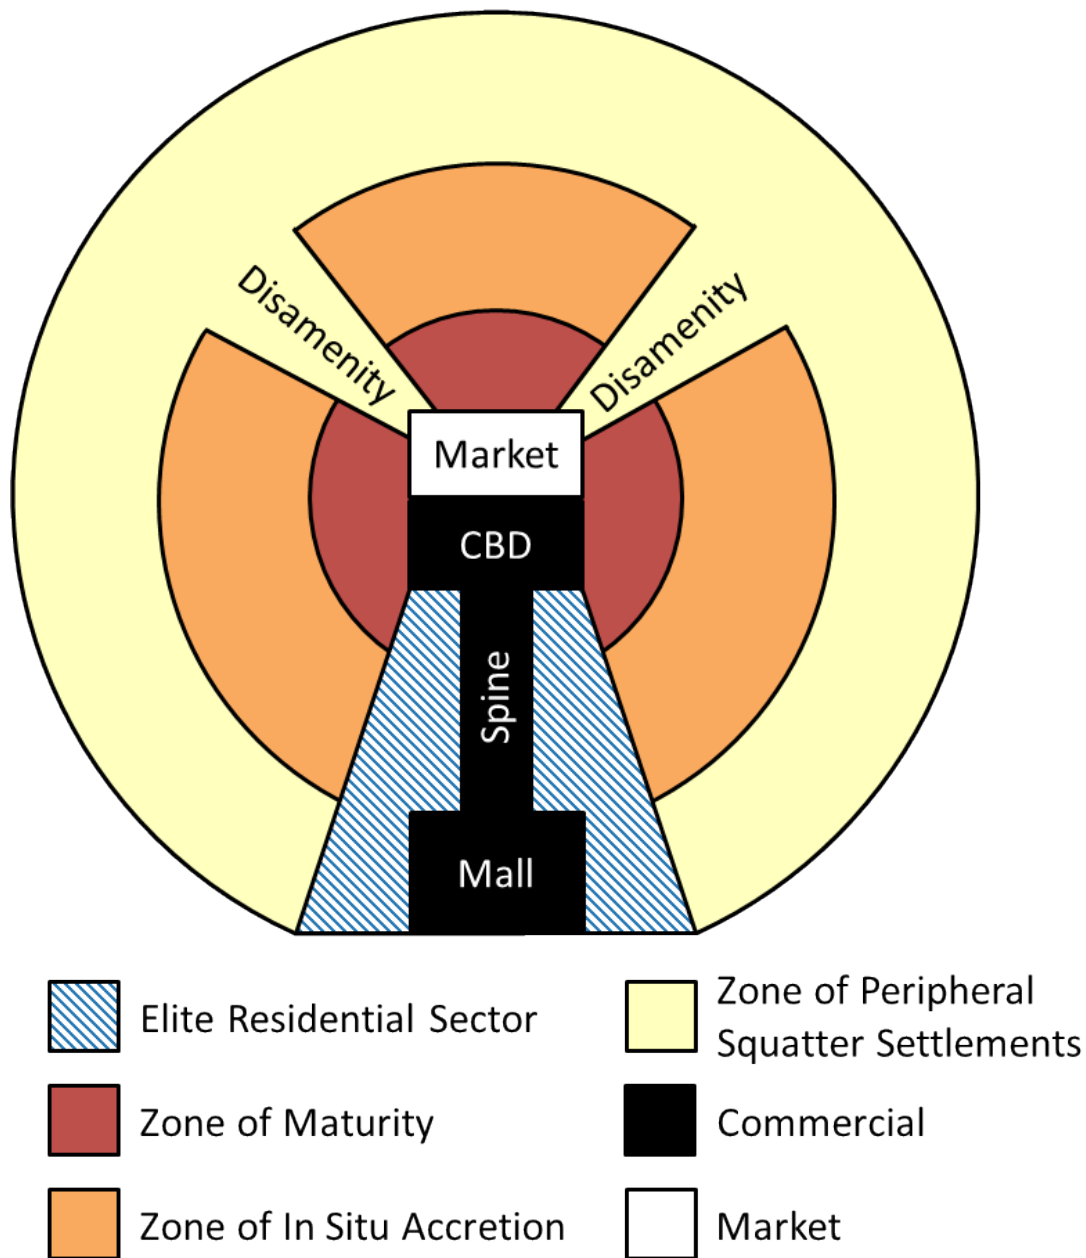 Disamenity
Disamenity
Market
CBD
Spine
Mall
Elite Residential Sector
Zone of Maturity
Zone of In Situ Accretion
Zone of Peripheral
Squatter Settlements
Commercial
Market